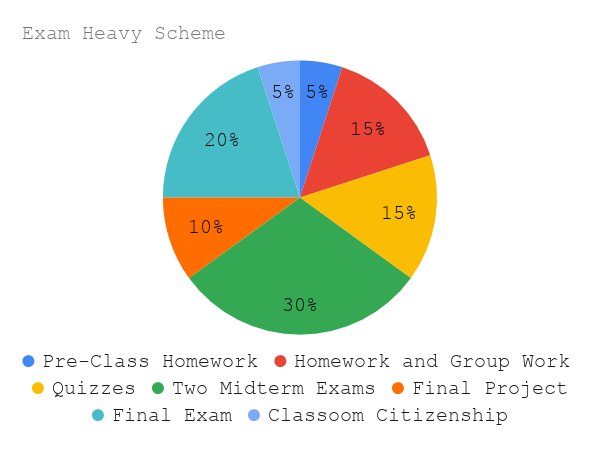 Exam Heavy Scheme
5% 5%
15%
20%
15%
10%
30%
Pre-Class Homework Homework and Group Work
Quizzes Two Midterm Exams Final Project
Final Exam Classoom Citizenship